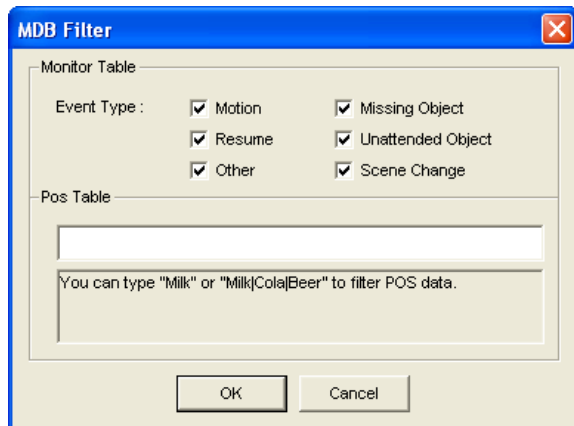 MDB Filter
Monitor Table
Event Type : Motion Missing Object
Resume Unattended Object
Other Scene Change
Pos Table
You can type "Milk" or "Milk|Cola|Beer" to filter POS data.
OK Cancel